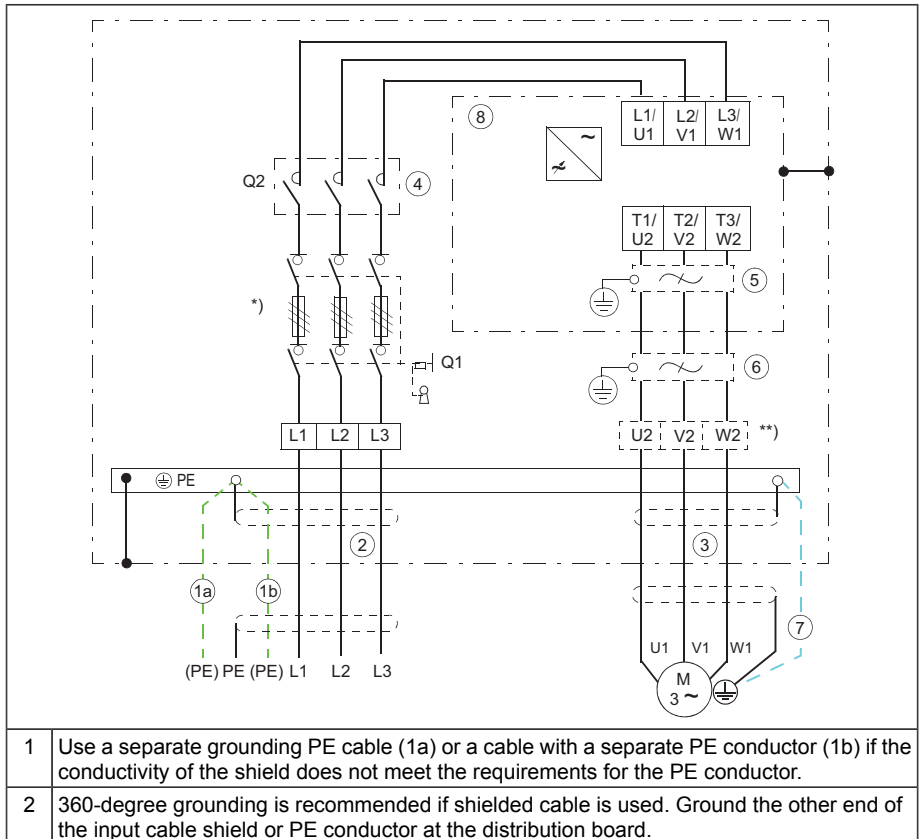 8
L1/ L2/ L3/
U1 V1 W1
Q2
4
T1/ T2/ T3/
U2 V2 W2
5
*)
Q1
6
L1 L2 L3
U2 V2 W2 **)
PE
2
3
1a
1b
7
U1 V1 W1
(PE) PE (PE) L1 L2 L3
M
3 ~
1 Use a separate grounding PE cable (1a) or a cable with a separate PE conductor (1b) if the
conductivity of the shield does not meet the requirements for the PE conductor.
2 360-degree grounding is recommended if shielded cable is used. Ground the other end of
the input cable shield or PE conductor at the distribution board.